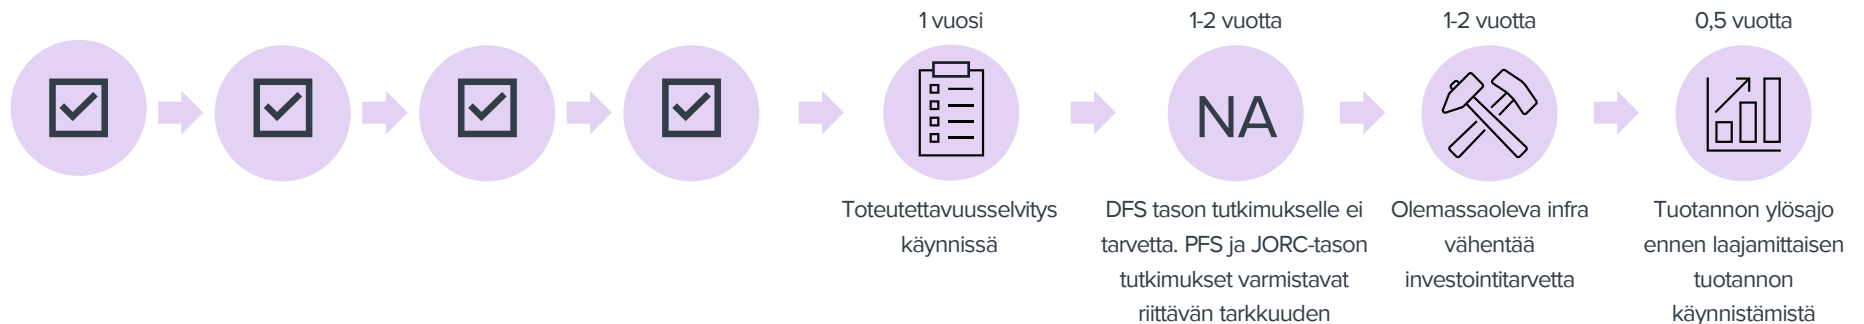 1 vuosi
1-2 vuotta
1-2 vuotta
0,5 vuotta
NA
Toteutettavuusselvitys
käynnissä
DFS tason tutkimukselle ei
tarvetta. PFS ja JORC-tason
tutkimukset varmistavat
riittävän tarkkuuden
Olemassaoleva infra
vähentää
investointitarvetta
Tuotannon ylösajo
ennen laajamittaisen
tuotannon
käynnistämistä